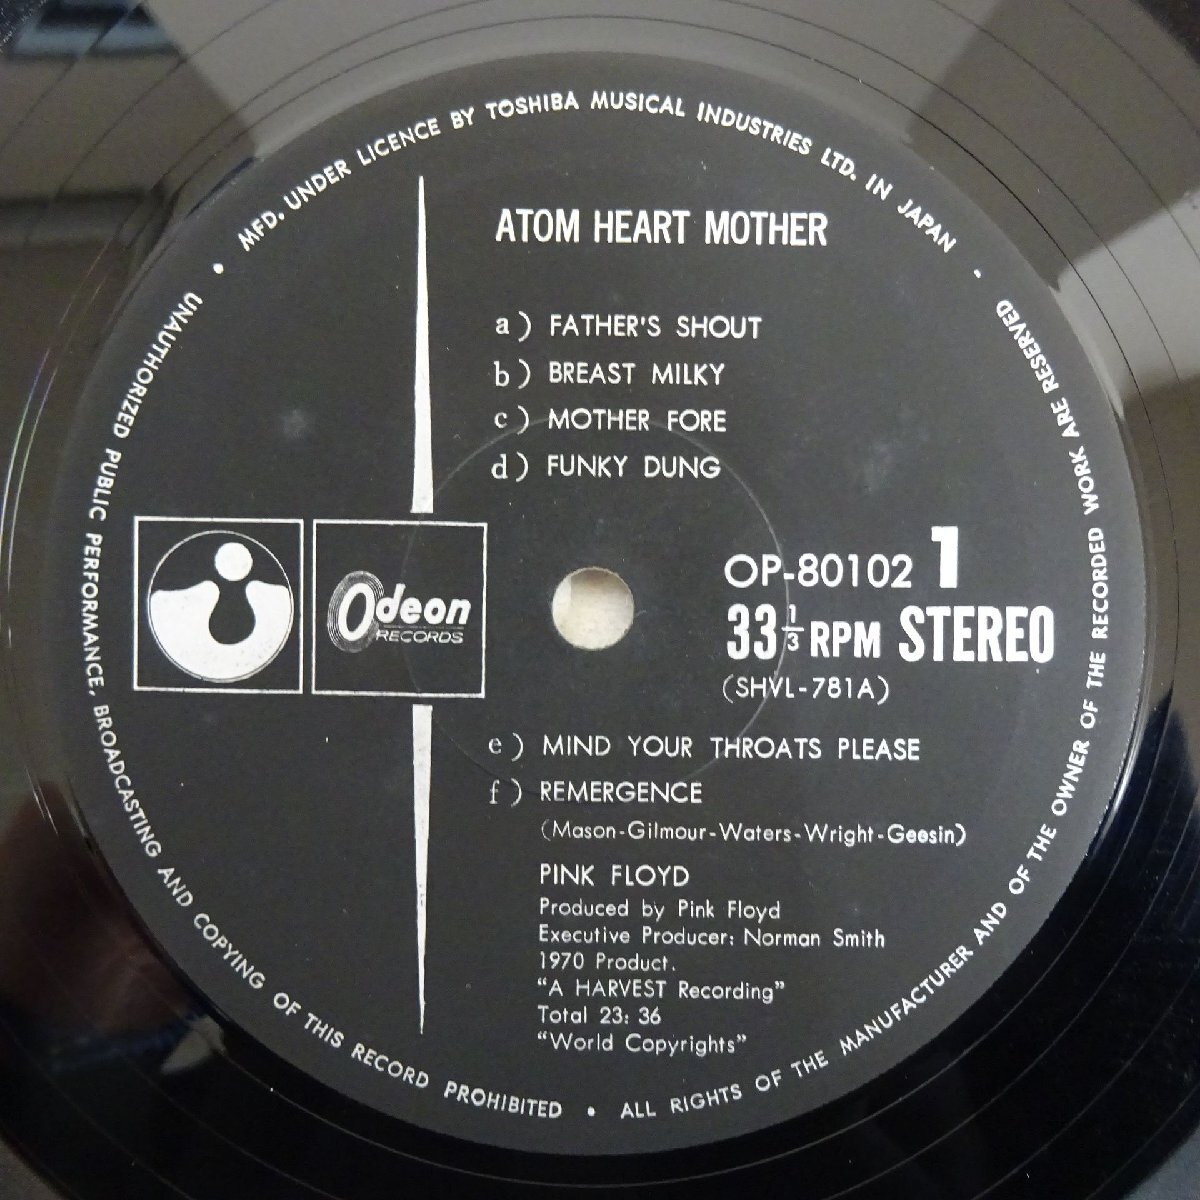 MFD. UNDER LICENCE BY TOSHIBA MUSICAL INDUSTRIES LTD. IN JAPAN •
ATOM HEART MOTHER
a) FATHER'S SHOUT
b) BREAST MILKY
c) MOTHER FORE
d) FUNKY DUNG
Odeon
RECORDS
OP-80102 1
33 1/3 RPM STEREO
(SHVL-781A)
e) MIND YOUR THROATS PLEASE
f) REMERGENCE
(Mason-Gilmour-Waters-Wright-Geesin)
PINK FLOYD
Produced by Pink Floyd
Executive Producer: Norman Smith
1970 Product.
"A HARVEST Recording"
Total 23: 36
"World Copyrights"
UNAUTHORIZED PUBLIC PERFORMANCE, BROADCASTING AND COPYING OF THIS RECORD PROHIBITED •
ALL RIGHTS OF THE MANUFACTURER AND OF THE OWNER OF THE RECORDED WORK ARE RESERVED